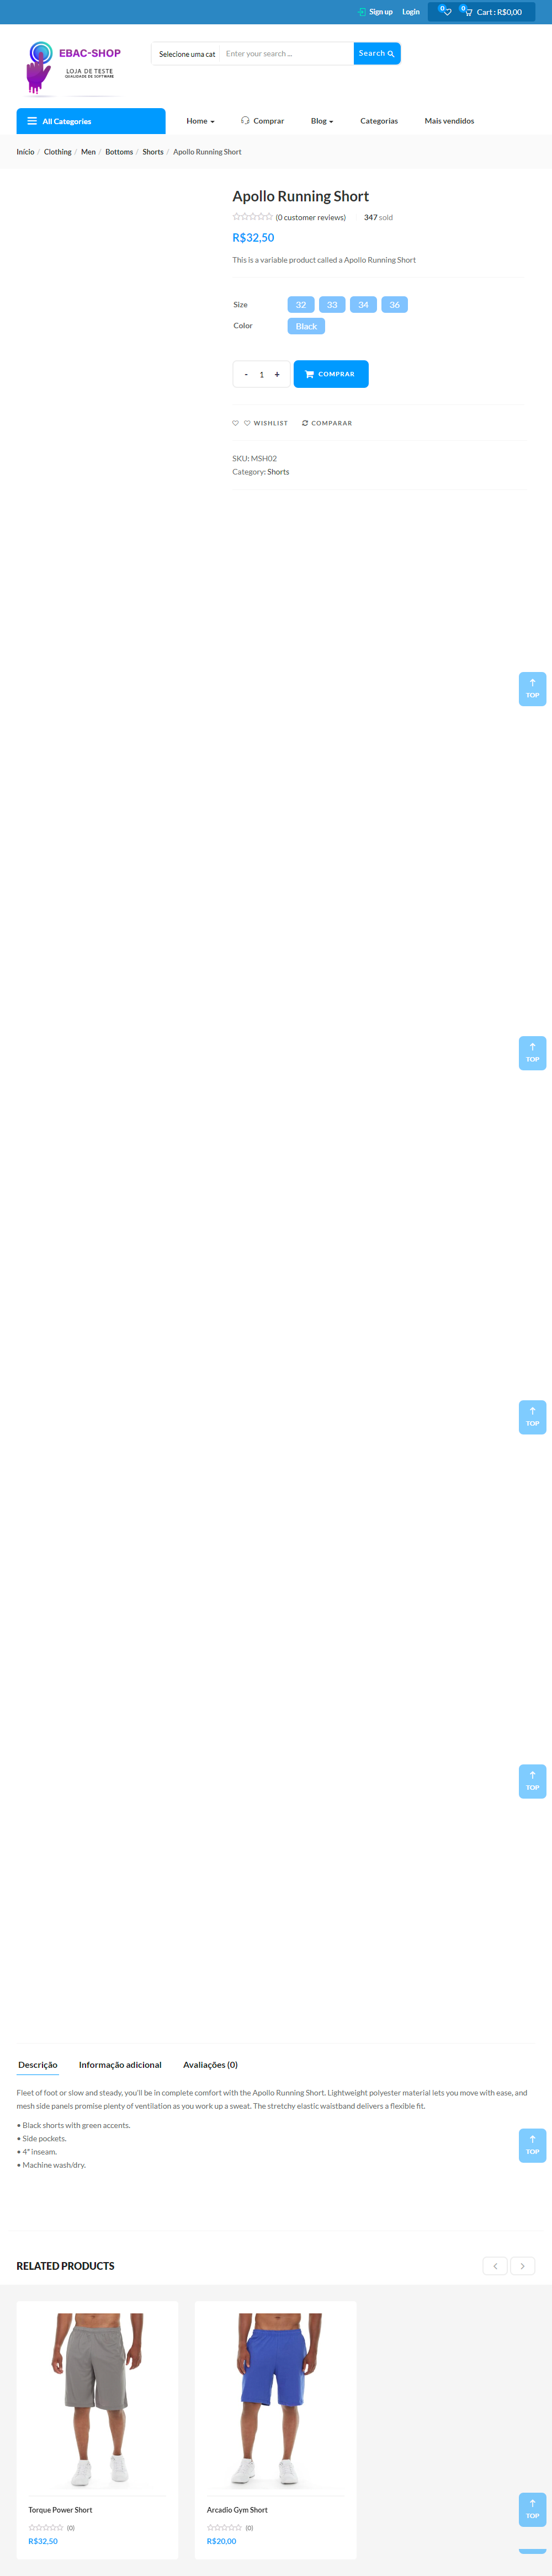 Sign up Login 0 0 Cart : R$0,00
EBAC-SHOP
LOJA DE TESTE
QUALIDADE DE SOFTWARE
Selecione uma cat Enter your search ... Search
All Categories Home Comprar Blog Categorias Mais vendidos
Início / Clothing / Men / Bottoms / Shorts / Apollo Running Short
Apollo Running Short
(0 customer reviews) 347 sold
R$32,50
This is a variable product called a Apollo Running Short
Size 32 33 34 36
Color Black
- 1 + COMPRAR
WISHLIST COMPARAR
SKU: MSH02
Category: Shorts
TOP
TOP
TOP
TOP
Descrição Informação adicional Avaliações (0)
Fleet of foot or slow and steady, you'll be in complete comfort with the Apollo Running Short. Lightweight polyester material lets you move with ease, and
mesh side panels promise plenty of ventilation as you work up a sweat. The stretchy elastic waistband delivers a flexible fit.
• Black shorts with green accents.
• Side pockets.
• 4" inseam.
• Machine wash/dry.
TOP
RELATED PRODUCTS
Torque Power Short
(0)
R$32,50
Arcadio Gym Short
(0)
R$20,00
TOP